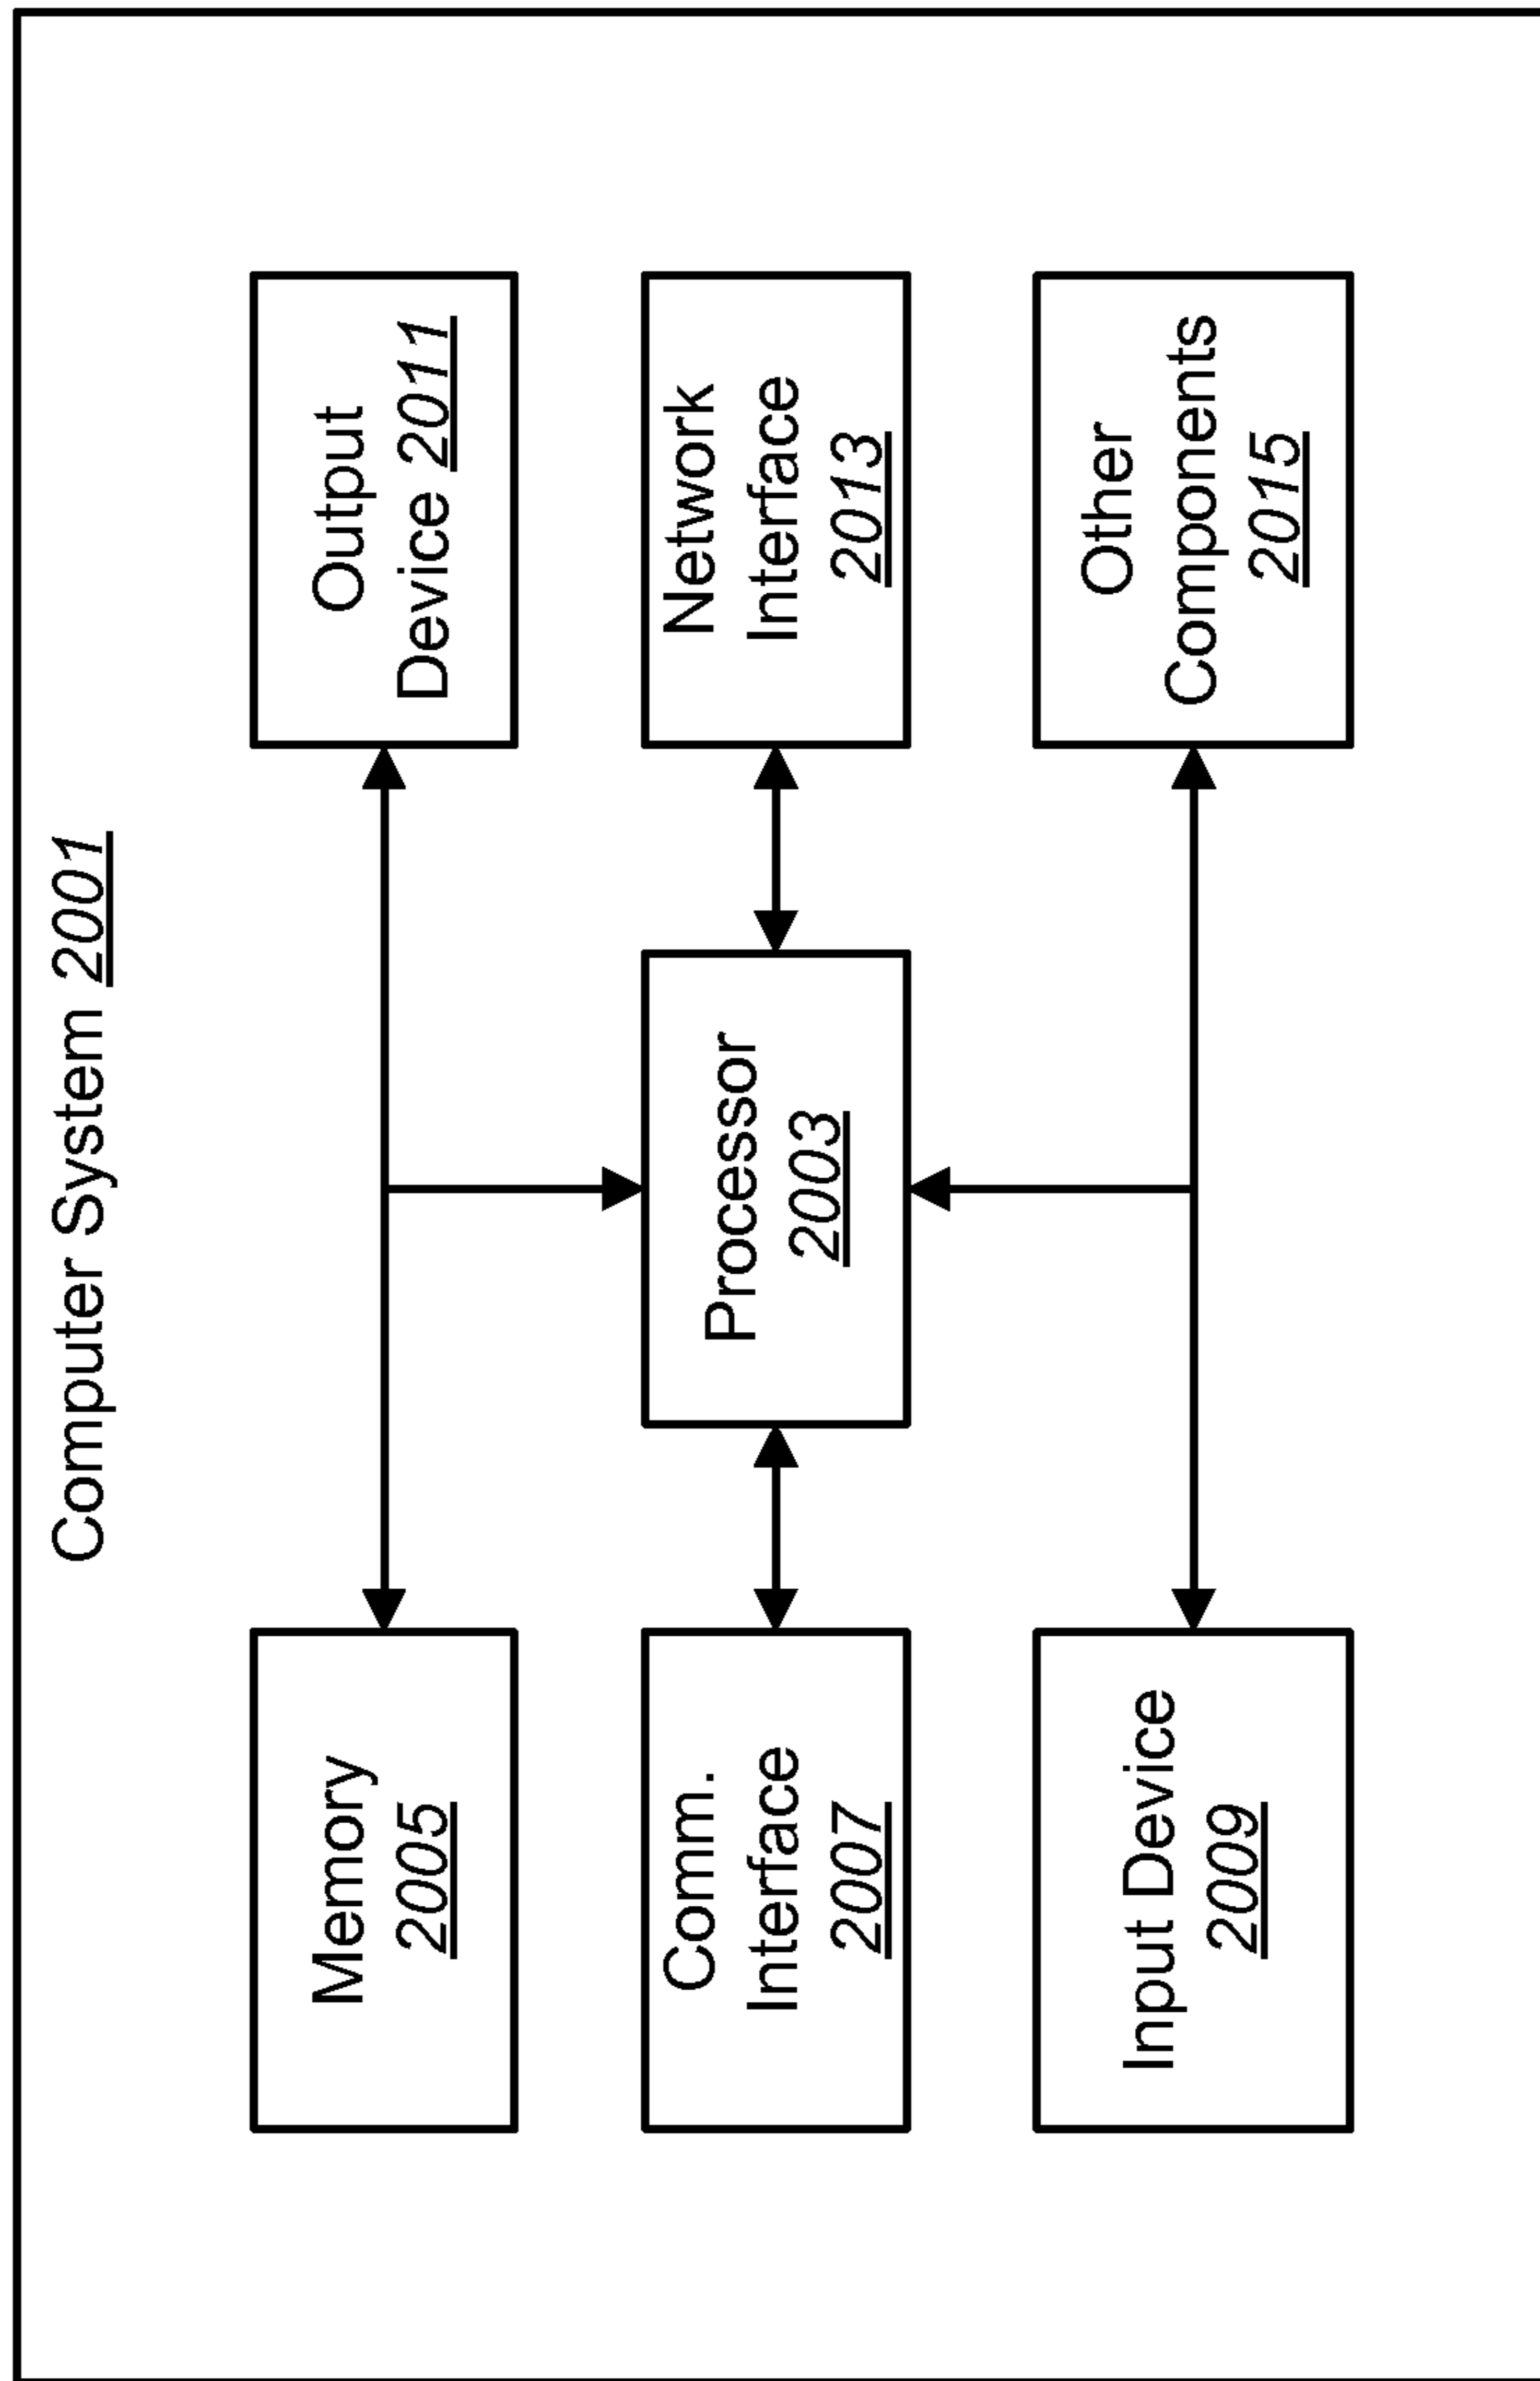 Computer System 2001
Memory
2005
Output
Device 2011
Comm.
Interface
2007
Processor
2003
Network
Interface
2013
Input Device
2009
Other
Components
2015